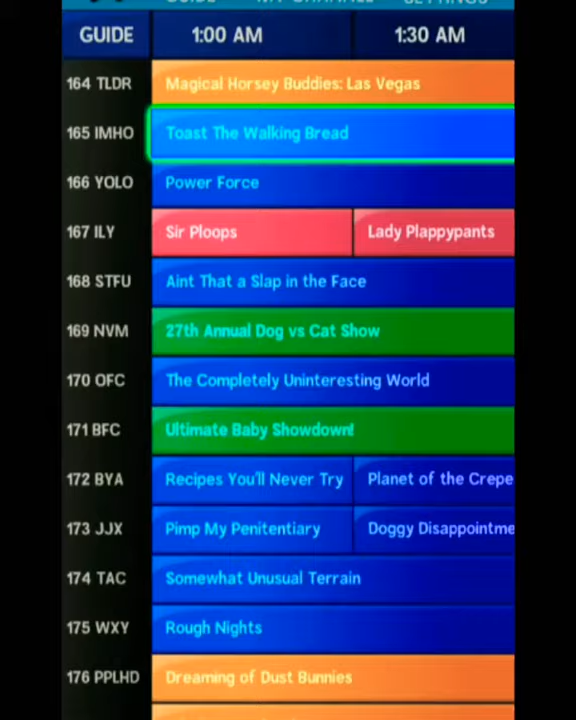 GUIDE MY CHANNEL SETTINGS
GUIDE 1:00 AM 1:30 AM
164 TLDR Magical Horsey Buddies: Las Vegas
165 IMHO Toast The Walking Bread
166 YOLO Power Force
167 ILY Sir Ploops Lady Plappypants
168 STFU Aint That a Slap in the Face
169 NVM 27th Annual Dog vs Cat Show
170 OFC The Completely Uninteresting World
171 BFC Ultimate Baby Showdown!
172 BYA Recipes You'll Never Try Planet of the Crepe
173 JJX Pimp My Penitentiary Doggy Disappointme
174 TAC Somewhat Unusual Terrain
175 WXY Rough Nights
176 PPLHD Dreaming of Dust Bunnies